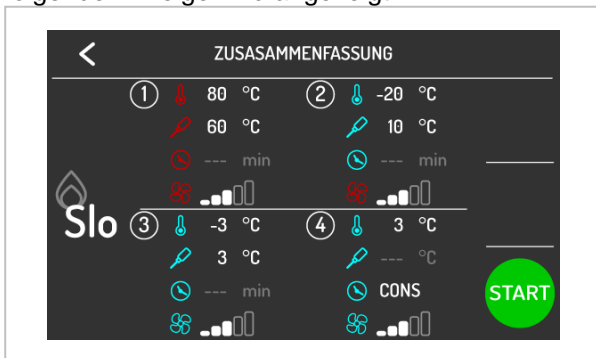 ZUSASAMMENFASSUNG
1 80 °C 2 -20 °C
60 °C 10 °C
--- min --- min
Slo
3 -3 °C 4 3 °C
3 °C --- °C
--- min CONS
START